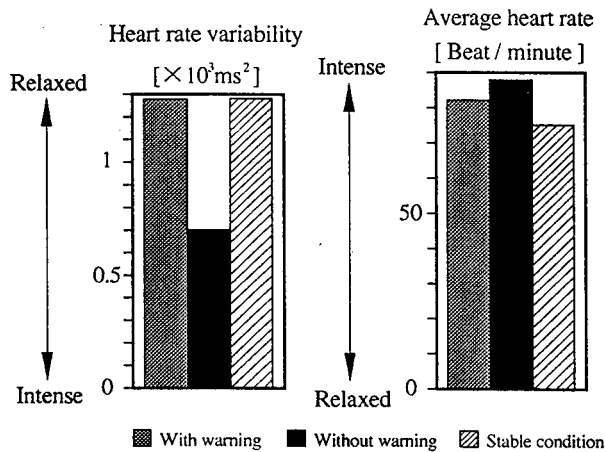 Heart rate variability
[ ×10³ms² ]
Relaxed
1
0.5
0
Intense
Average heart rate
[ Beat / minute ]
Intense
50
0
Relaxed
With warning
Without warning
Stable condition